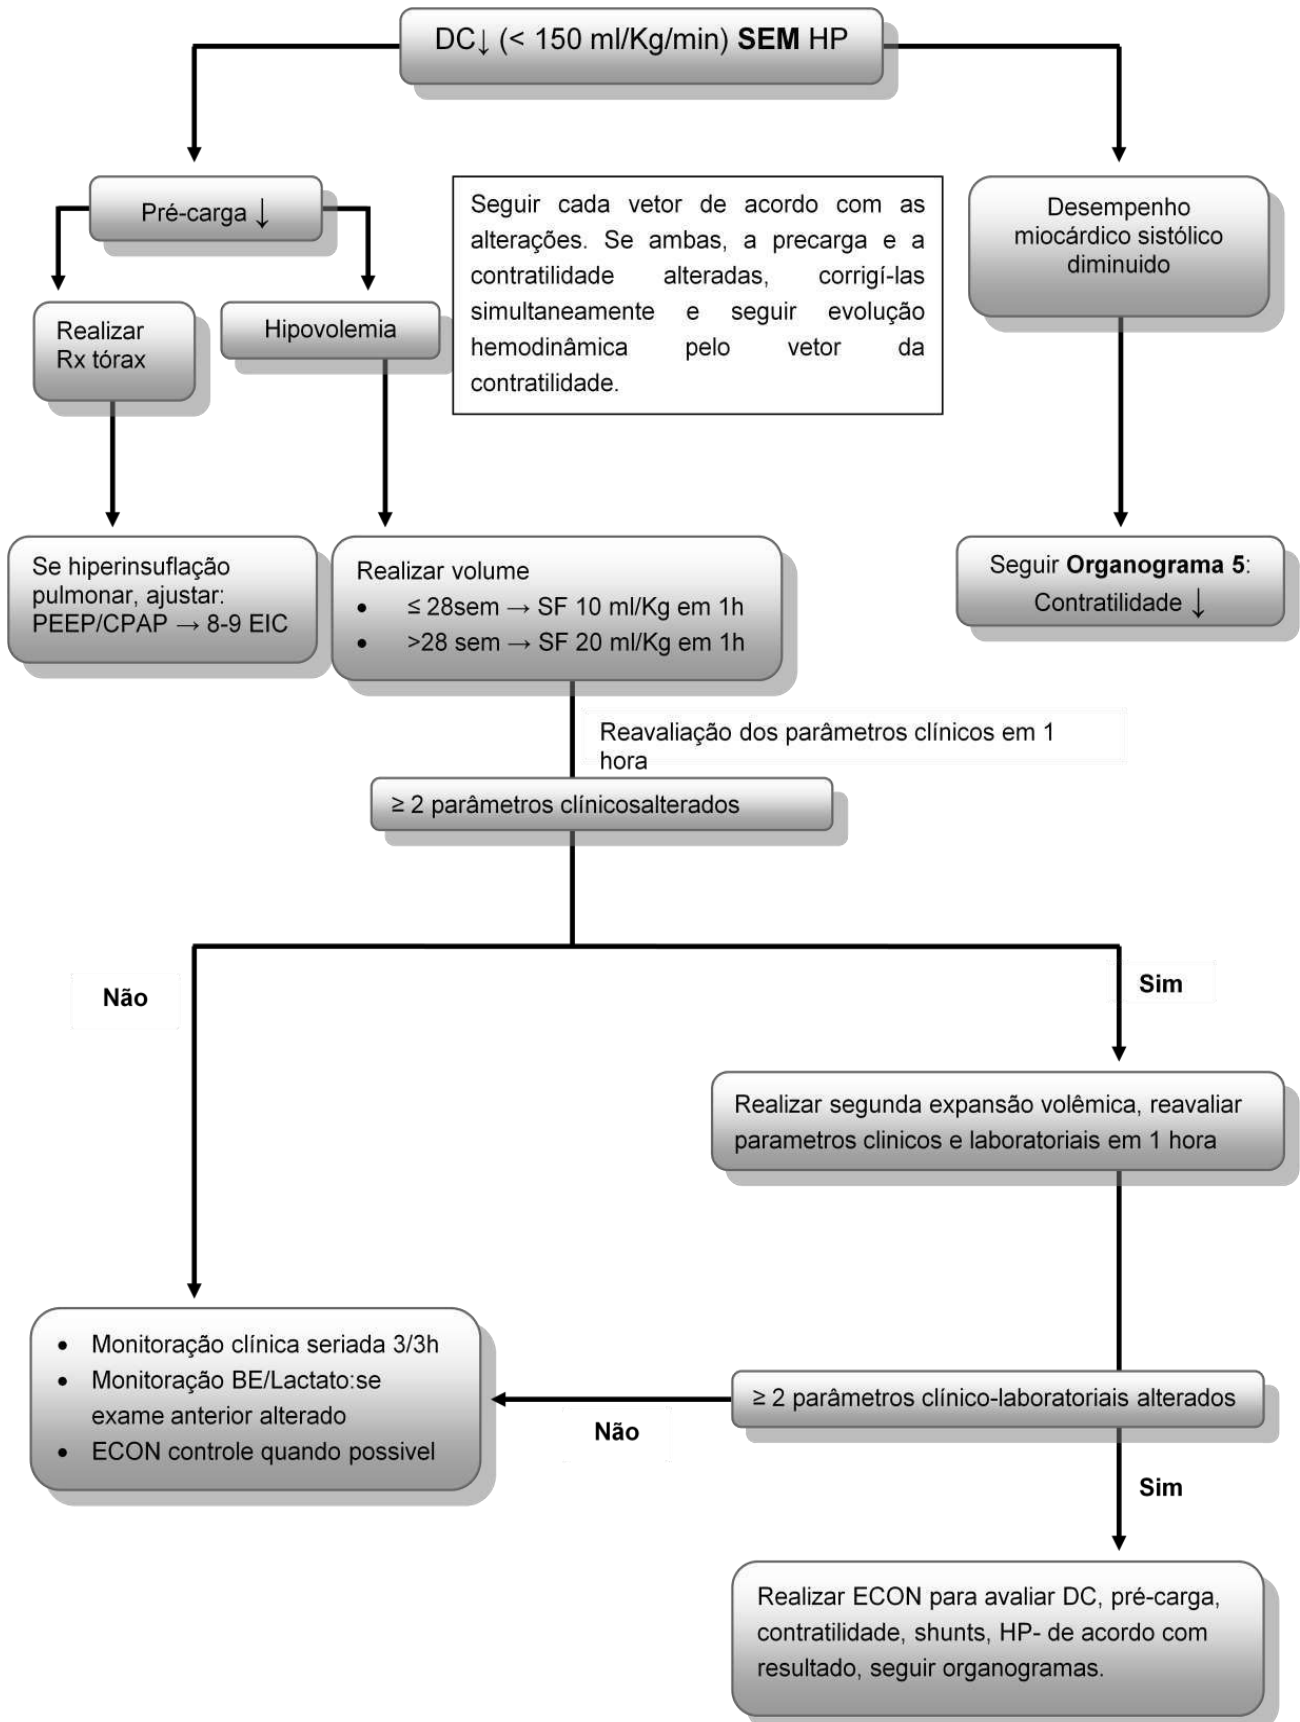 DC↓ (< 150 ml/Kg/min) SEM HP
Pré-carga ↓
Seguir cada vetor de acordo com as
alterações. Se ambas, a precarga e a
contratilidade alteradas, corrigí-las
simultaneamente e seguir evolução
hemodinâmica pelo vetor da
contratilidade.
Desempenho
miocárdico sistólico
diminuido
Realizar
Rx tórax
Hipovolemia
Se hiperinsuflação
pulmonar, ajustar:
PEEP/CPAP → 8-9 EIC
Realizar volume
• ≤ 28sem → SF 10 ml/Kg em 1h
• >28 sem → SF 20 ml/Kg em 1h
Seguir Organograma 5:
Contratilidade ↓
Reavaliação dos parâmetros clínicos em 1
hora
≥ 2 parâmetros clínicosalterados
Não
Sim
Realizar segunda expansão volêmica, reavaliar
parametros clinicos e laboratoriais em 1 hora
• Monitoração clínica seriada 3/3h
• Monitoração BE/Lactato:se
exame anterior alterado
• ECON controle quando possivel
≥ 2 parâmetros clínico-laboratoriais alterados
Não
Sim
Realizar ECON para avaliar DC, pré-carga,
contratilidade, shunts, HP- de acordo com
resultado, seguir organogramas.